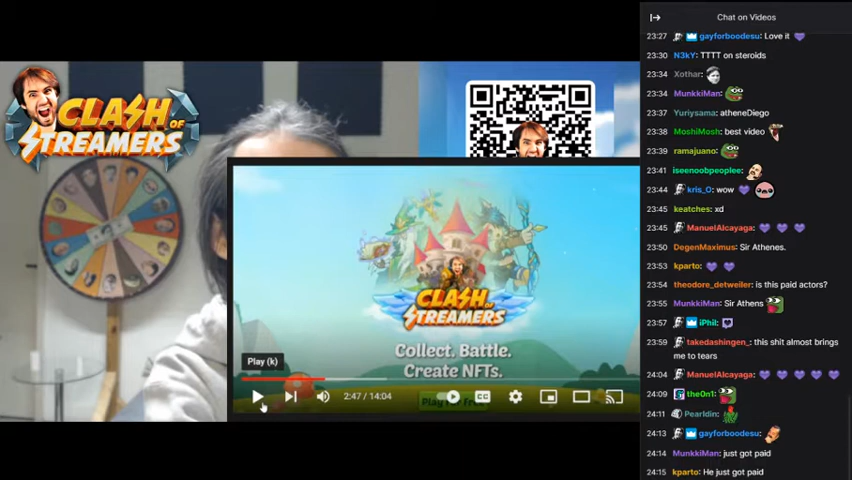 Chat on Videos
CLASH
OF
STREAMERS
CLASH
OF
STREAMERS
Collect. Battle.
Create NFTs.
Play (k)
2:47 / 14:04
Play for free
23:27 gayforboodesu: Love it
23:30 N3kY: TTTT on steroids
23:34 Xothar:
23:34 MunkkiMan:
23:37 Yuriysama: atheneDiego
23:38 MoshiMosh: best video
23:39 ramajuano:
23:41 iseenoobpeoplee:
23:44 kris_O: wow
23:45 keatches: xd
23:45 ManuelAlcayaga:
23:50 DegenMaximus: Sir Athenes.
23:53 kparto:
23:54 theodore_detweiler: is this paid actors?
23:55 MunkkiMan: Sir Athens
23:57 iPhil:
23:59 takedashingen_: this shit almost brings
me to tears
24:04 ManuelAlcayaga:
24:09 the0n1:
24:11 Pearldin:
24:13 gayforboodesu:
24:14 MunkkiMan: just got paid
24:15 kparto: He just got paid